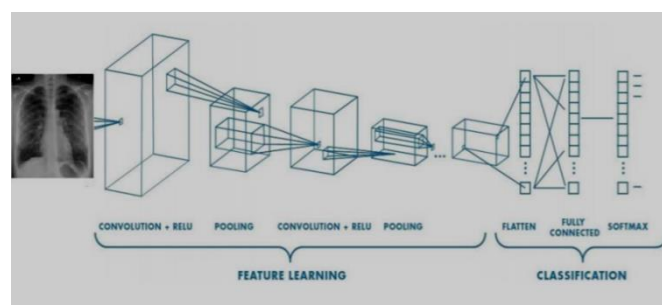 CONVOLUTION + RELU POOLING CONVOLUTION + RELU POOLING FLATTEN FULLY CONNECTED SOFTMAX
FEATURE LEARNING CLASSIFICATION